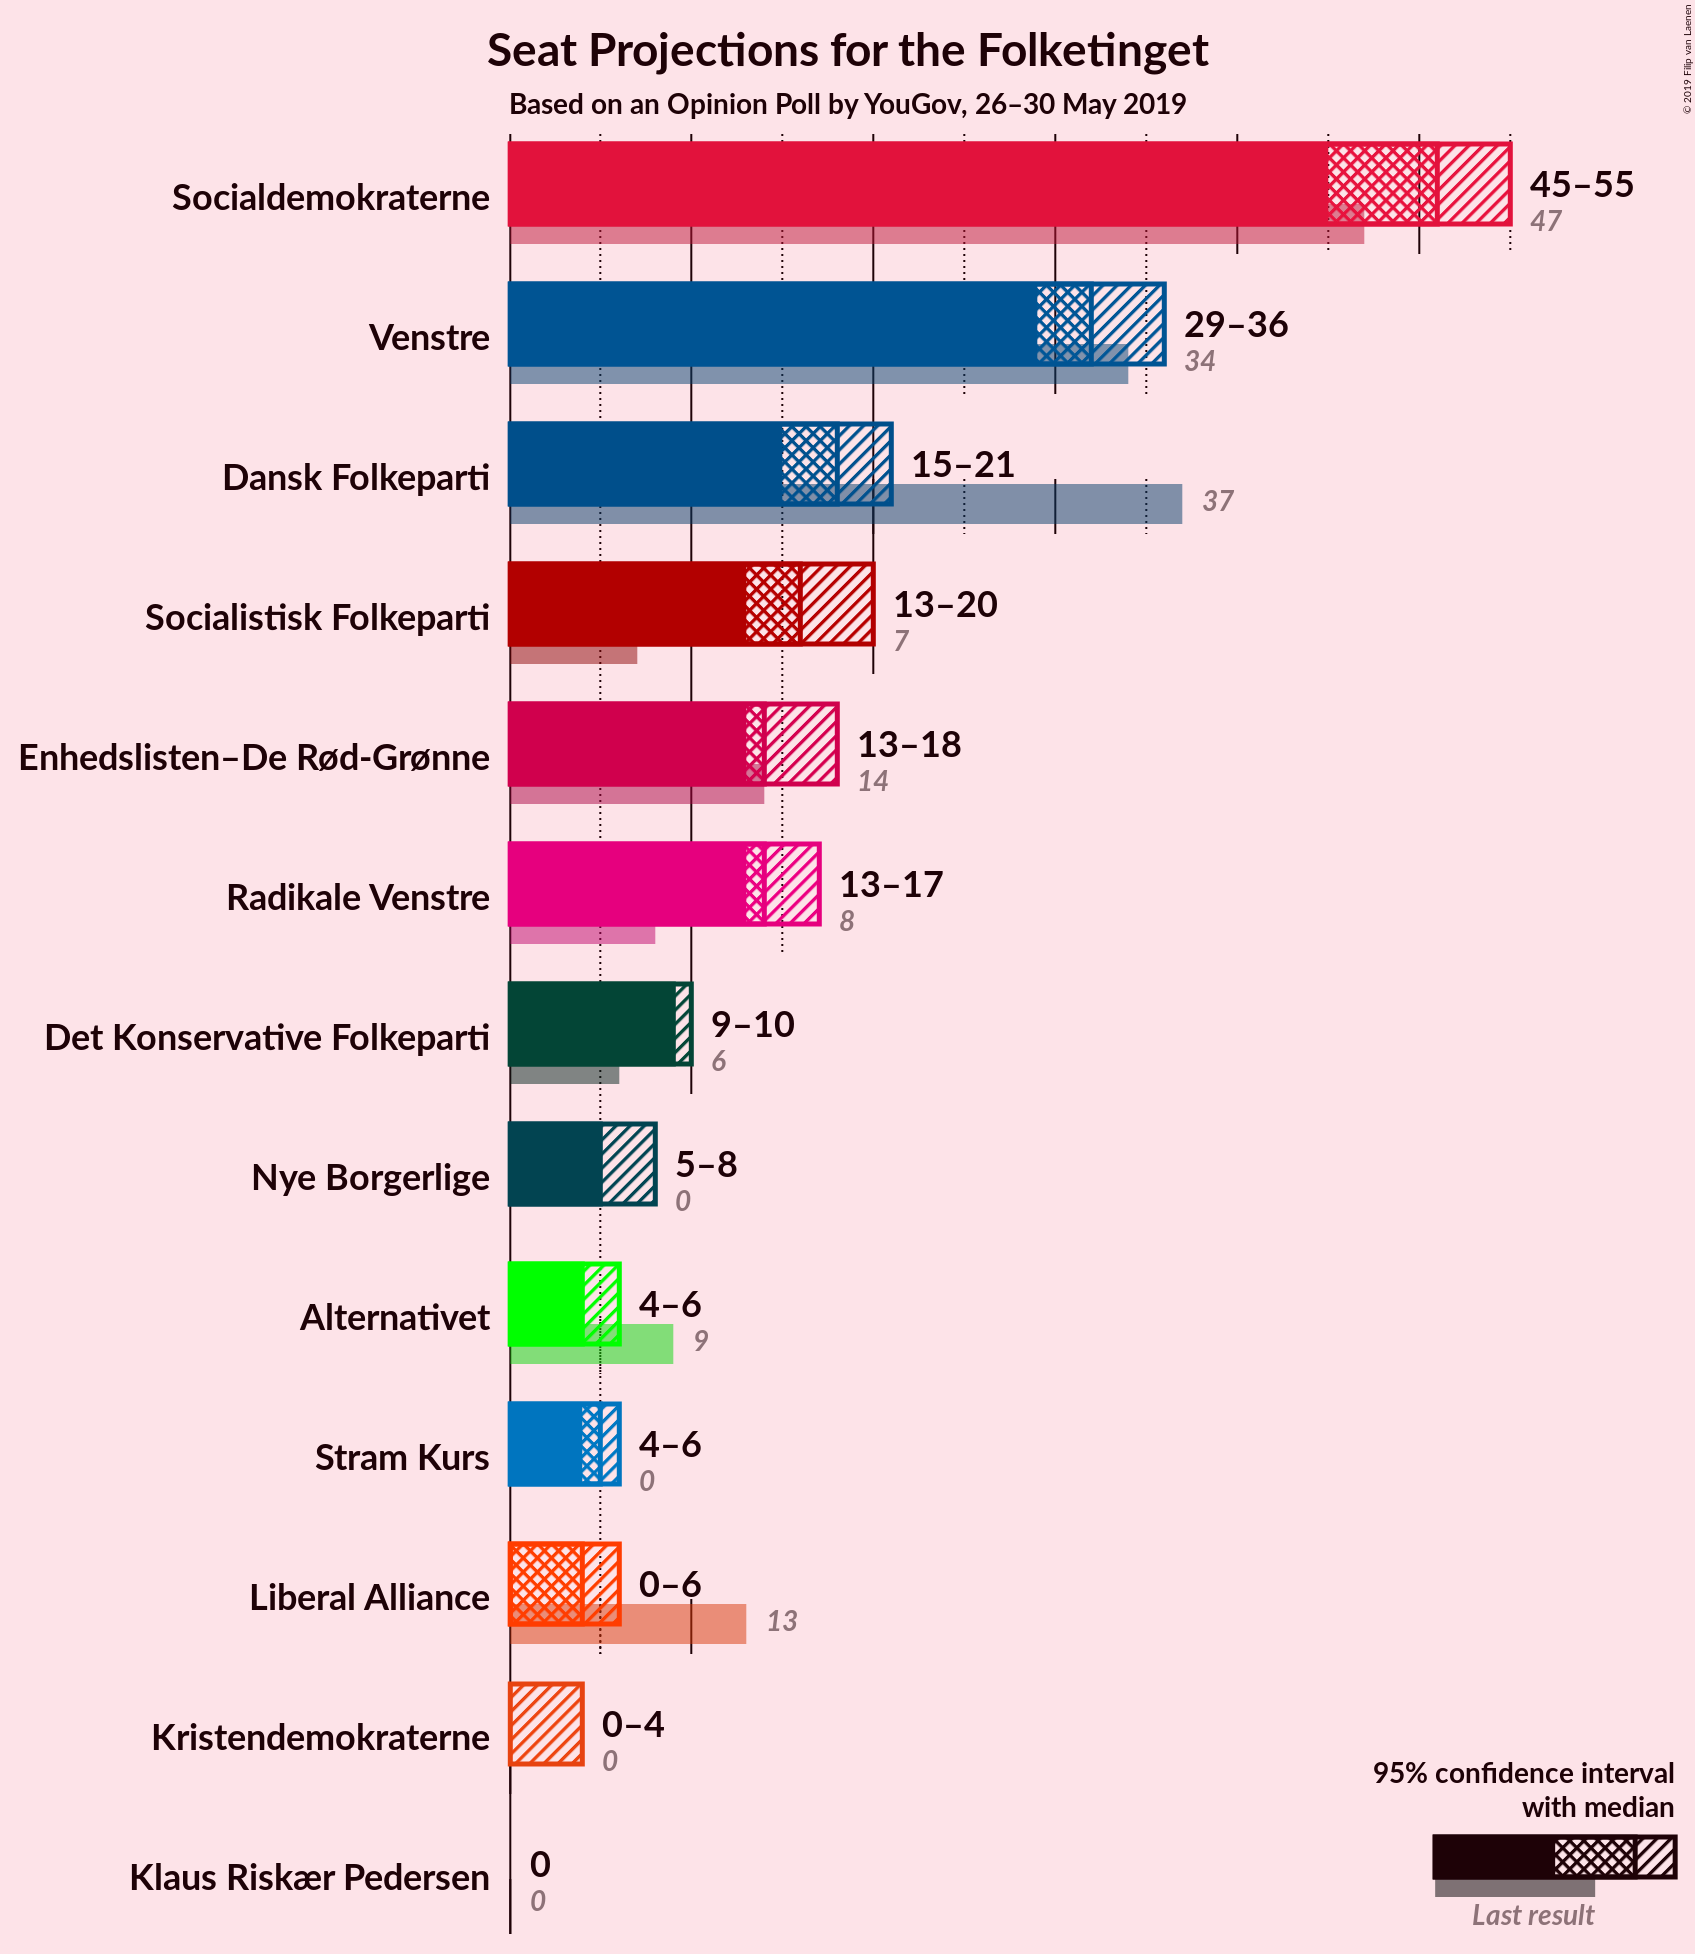 Seat Projections for the Folketinget
Based on an Opinion Poll by YouGov, 26–30 May 2019
© 2019 Filip van Laenen
Socialdemokraterne
45–55
47
Venstre
29–36
34
Dansk Folkeparti
15–21
37
Socialistisk Folkeparti
13–20
7
Enhedslisten–De Rød-Grønne
13–18
14
Radikale Venstre
13–17
8
Det Konservative Folkeparti
9–10
6
Nye Borgerlige
5–8
0
Alternativet
4–6
9
Stram Kurs
4–6
0
Liberal Alliance
0–6
13
Kristendemokraterne
0–4
0
Klaus Riskær Pedersen
0
0
95% confidence interval
with median
Last result